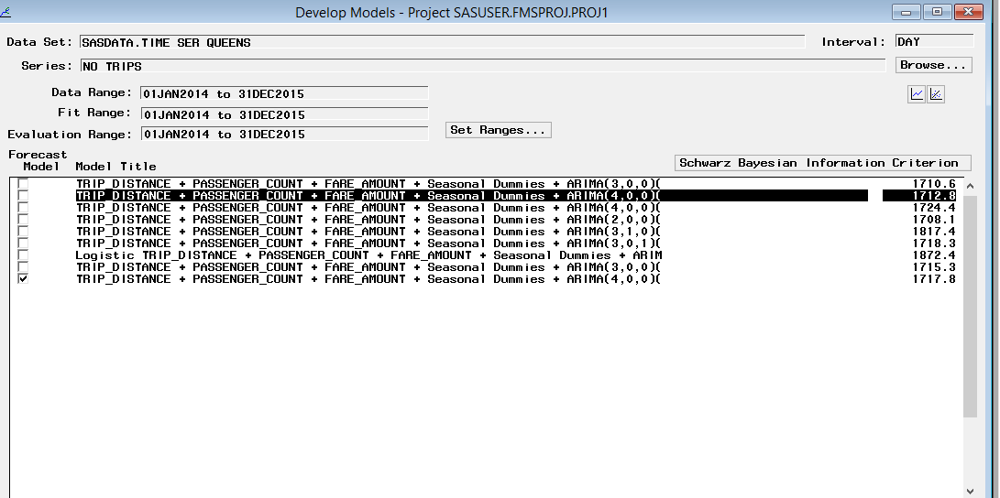 Develop Models - Project SASUSER.FMSPROJ.PROJ1
Data Set: SASDATA.TIME SER QUEENS Interval: DAY
Series: NO TRIPS Browse...
Data Range: 01JAN2014 to 31DEC2015
Fit Range: 01JAN2014 to 31DEC2015
Evaluation Range: 01JAN2014 to 31DEC2015 Set Ranges...
Forecast
Model Model Title Schwarz Bayesian Information Criterion
TRIP_DISTANCE + PASSENGER_COUNT + FARE_AMOUNT + Seasonal Dummies + ARIMA(3,0,0)( 1710.6
TRIP_DISTANCE + PASSENGER_COUNT + FARE_AMOUNT + Seasonal Dummies + ARIMA(4,0,0)( 1712.8
TRIP_DISTANCE + PASSENGER_COUNT + FARE_AMOUNT + Seasonal Dummies + ARIMA(4,0,0)( 1724.4
TRIP_DISTANCE + PASSENGER_COUNT + FARE_AMOUNT + Seasonal Dummies + ARIMA(2,0,0)( 1708.1
TRIP_DISTANCE + PASSENGER_COUNT + FARE_AMOUNT + Seasonal Dummies + ARIMA(3,1,0)( 1817.4
TRIP_DISTANCE + PASSENGER_COUNT + FARE_AMOUNT + Seasonal Dummies + ARIMA(3,0,1)( 1718.3
Logistic TRIP_DISTANCE + PASSENGER_COUNT + FARE_AMOUNT + Seasonal Dummies + ARIM 1872.4
TRIP_DISTANCE + PASSENGER_COUNT + FARE_AMOUNT + Seasonal Dummies + ARIMA(3,0,0)( 1715.3
TRIP_DISTANCE + PASSENGER_COUNT + FARE_AMOUNT + Seasonal Dummies + ARIMA(4,0,0)( 1717.8